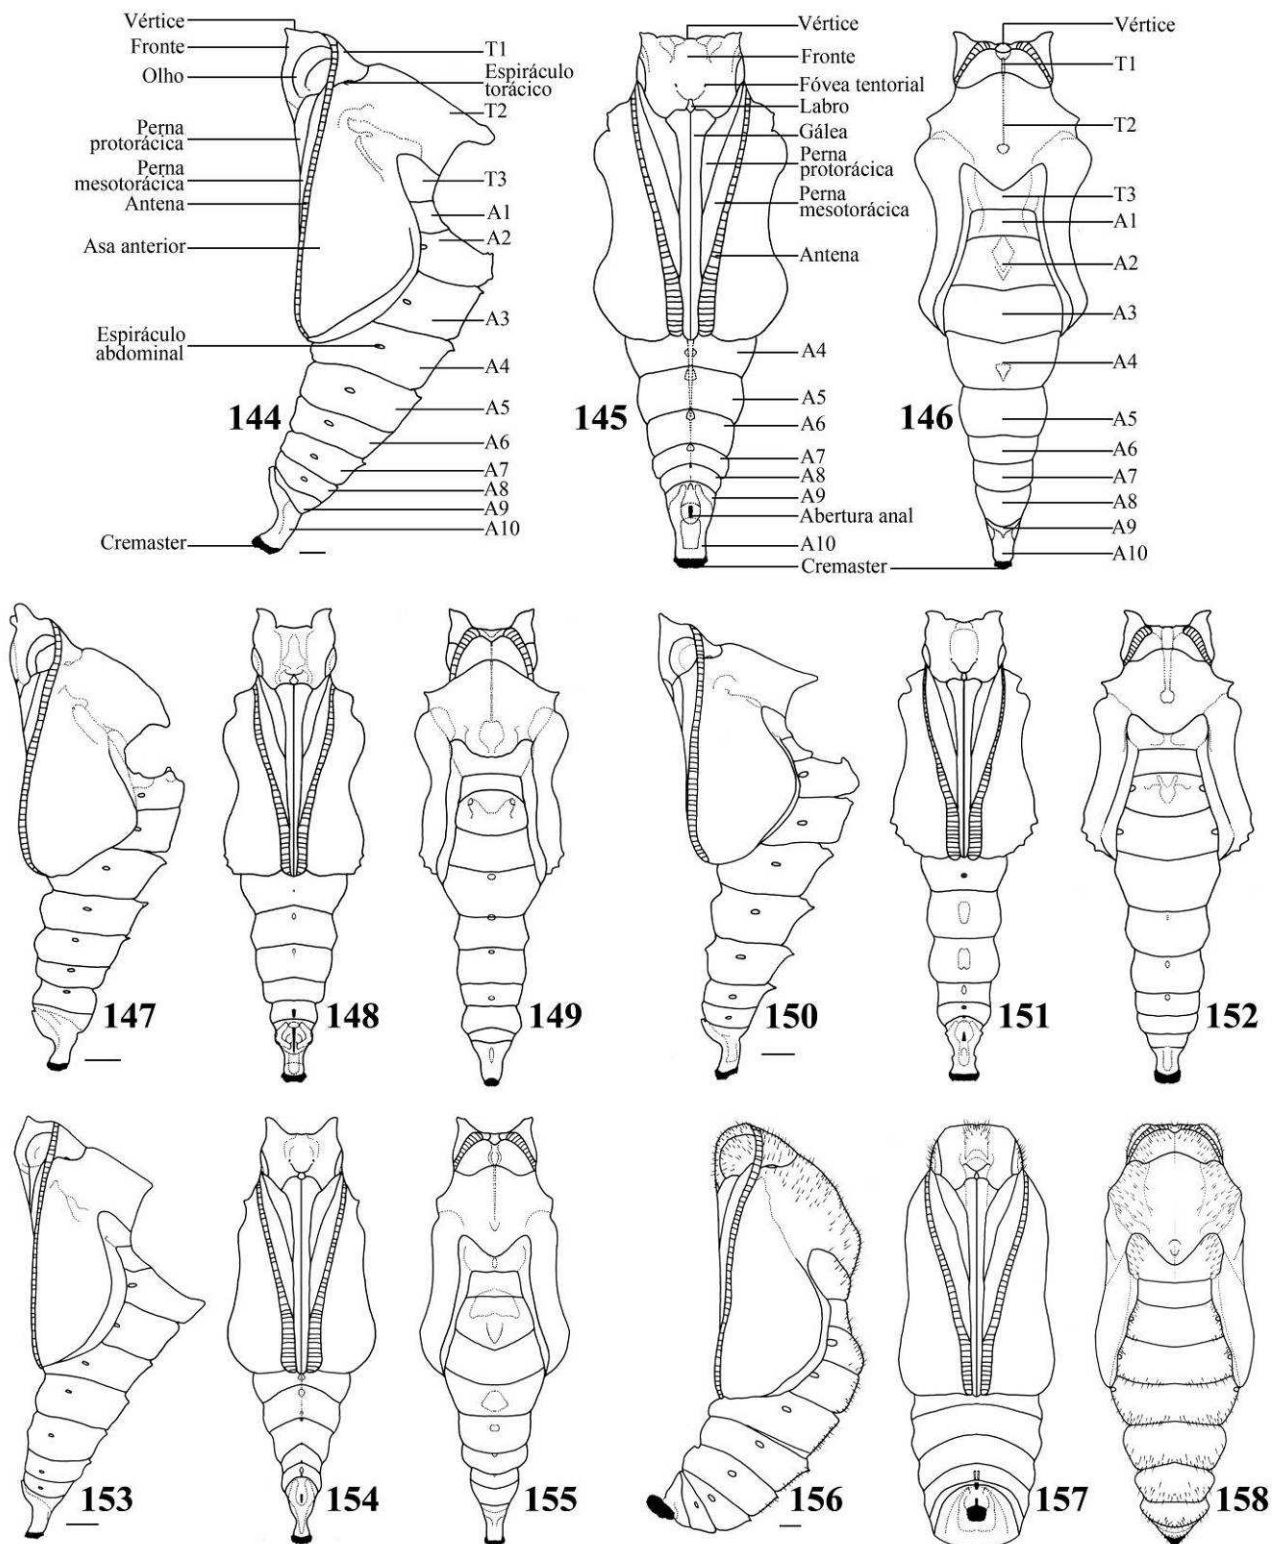 Vértice
Fronte
Olho
Perna
protorácica
Perna
mesotorácica
Antena
Asa anterior
Espiráculo
abdominal
Cremaster
T1
Espiráculo
torácico
T2
T3
A1
A2
A3
A4
A5
A6
A7
A8
A9
A10
144
Vértice
Fronte
Fóvea tentorial
Labro
Gálea
Perna
protorácica
Perna
mesotorácica
Antena
A4
A5
A6
A7
A8
A9
Abertura anal
A10
Cremaster
145
Vértice
T1
T2
T3
A1
A2
A3
A4
A5
A6
A7
A8
A9
A10
146
147
148
149
150
151
152
153
154
155
156
157
158